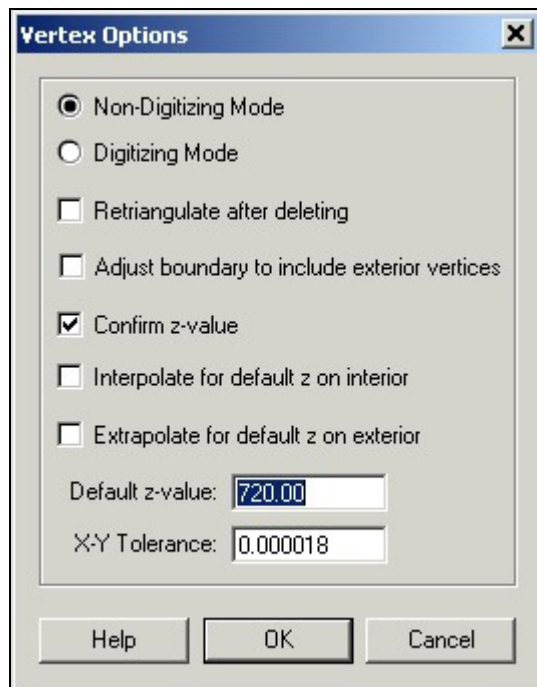 Vertex Options
Non-Digitizing Mode
Digitizing Mode
Retriangulate after deleting
Adjust boundary to include exterior vertices
Confirm z-value
Interpolate for default z on interior
Extrapolate for default z on exterior
Default z-value: 720.00
X-Y Tolerance: 0.000018
Help OK Cancel